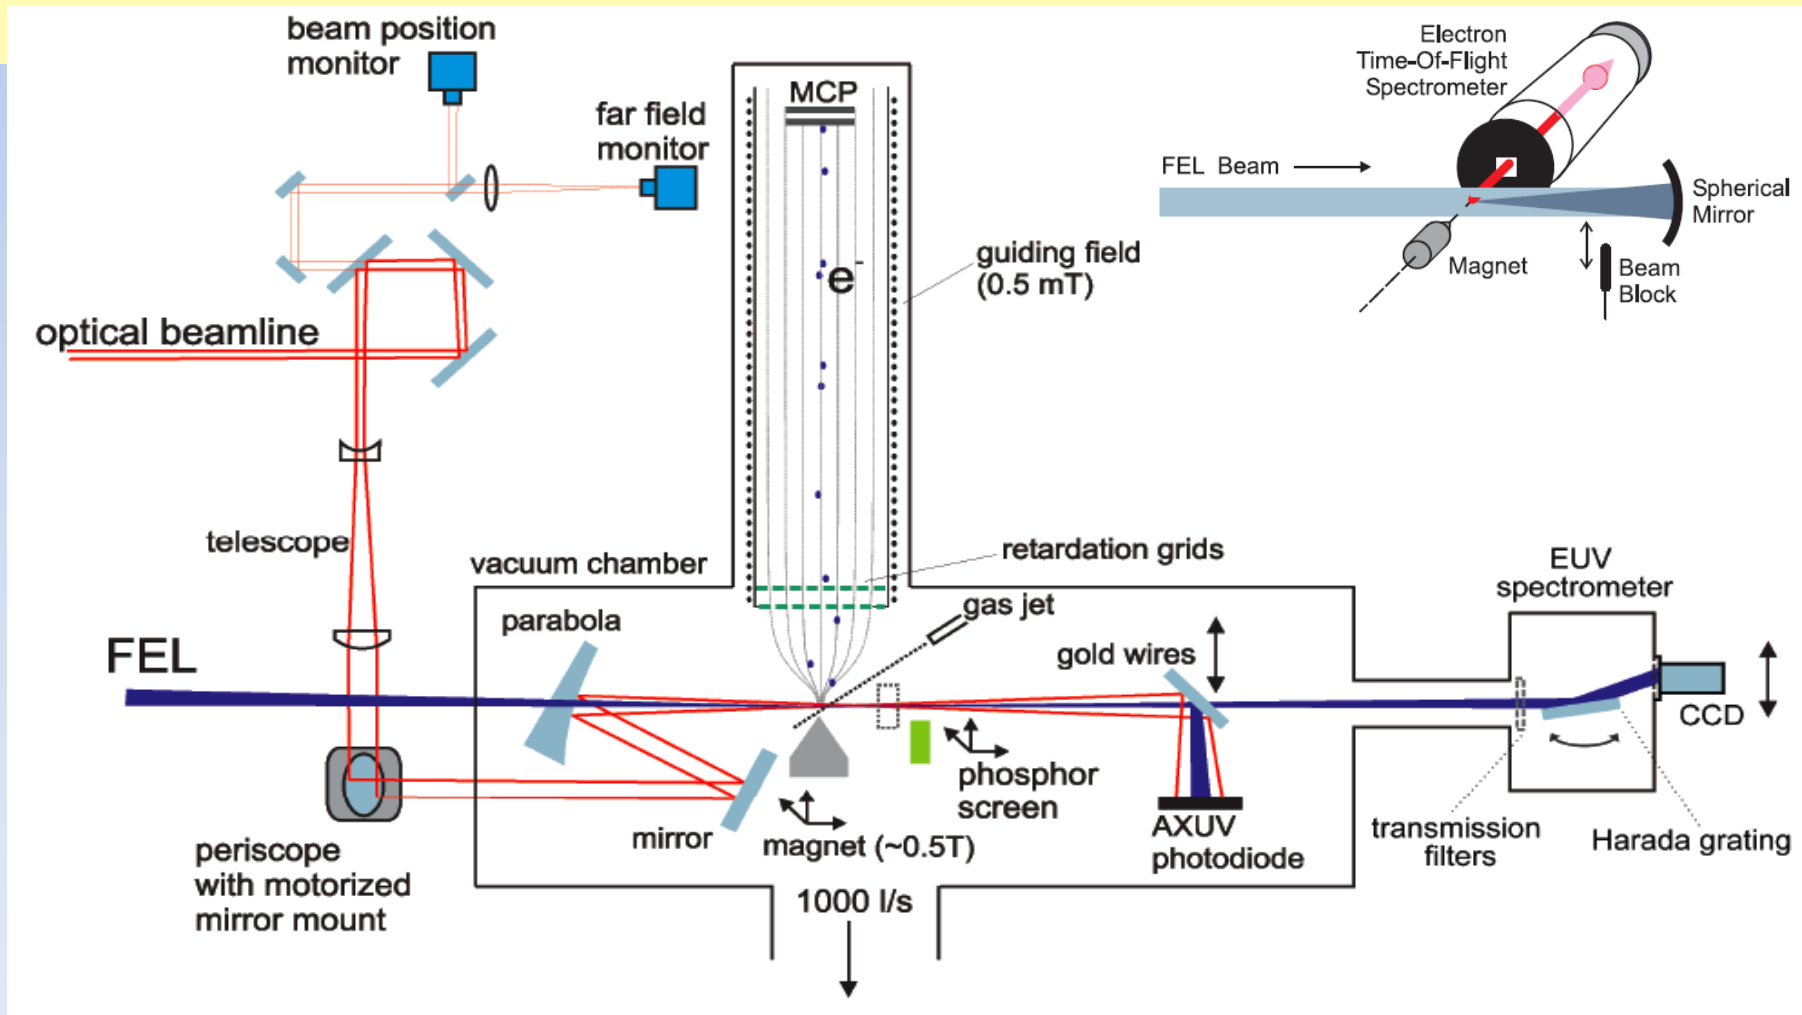 beam position
monitor
far field
monitor
MCP
e-
guiding field
(0.5 mT)
optical beamline
telescope
vacuum chamber
retardation grids
gas jet
parabola
FEL
gold wires
EUV
spectrometer
CCD
phosphor
screen
mirror
magnet (~0.5T)
AXUV
photodiode
transmission
filters
Harada grating
periscope
with motorized
mirror mount
1000 l/s
Electron
Time-Of-Flight
Spectrometer
FEL Beam
Spherical
Mirror
Magnet
Beam
Block